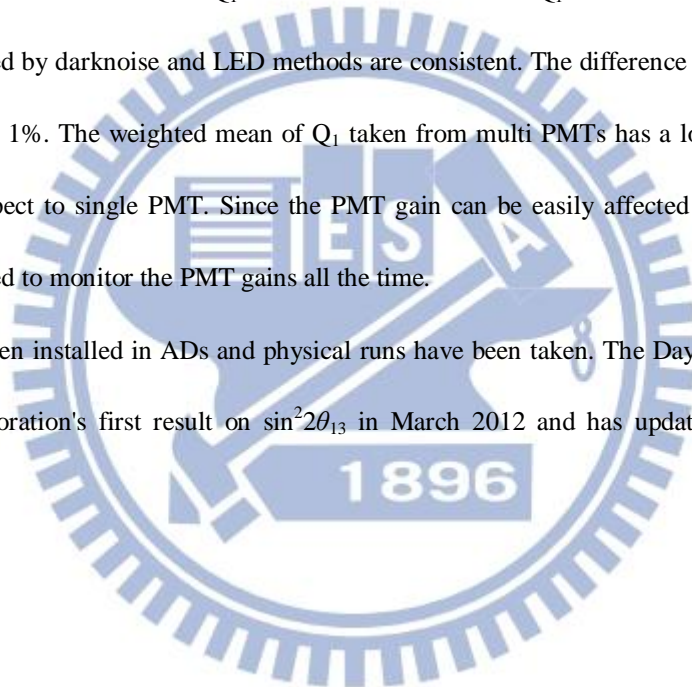 ed by darknoise and LED methods are consistent. The difference
1%. The weighted mean of Q₁ taken from multi PMTs has a lo
pect to single PMT. Since the PMT gain can be easily affected
ed to monitor the PMT gains all the time.
en installed in ADs and physical runs have been taken. The Day
oration's first result on sin²2θ₁₃ in March 2012 and has updat
E S A
1896